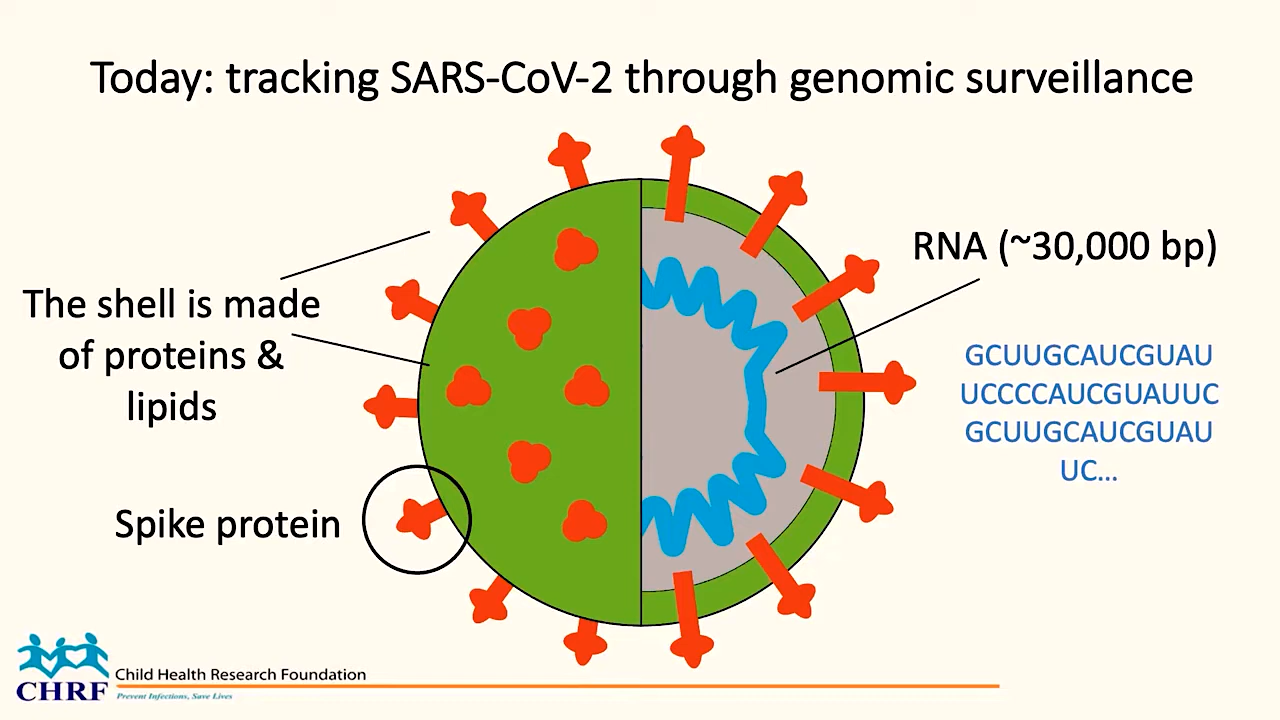 Today: tracking SARS-CoV-2 through genomic surveillance
The shell is made
of proteins &
lipids
Spike protein
RNA (~30,000 bp)
GCUUGCAUCGUAU
UCCCCAUCGUAUUC
GCUUGCAUCGUAU
UC...
CHRF
Child Health Research Foundation
Prevent Infections, Save Lives